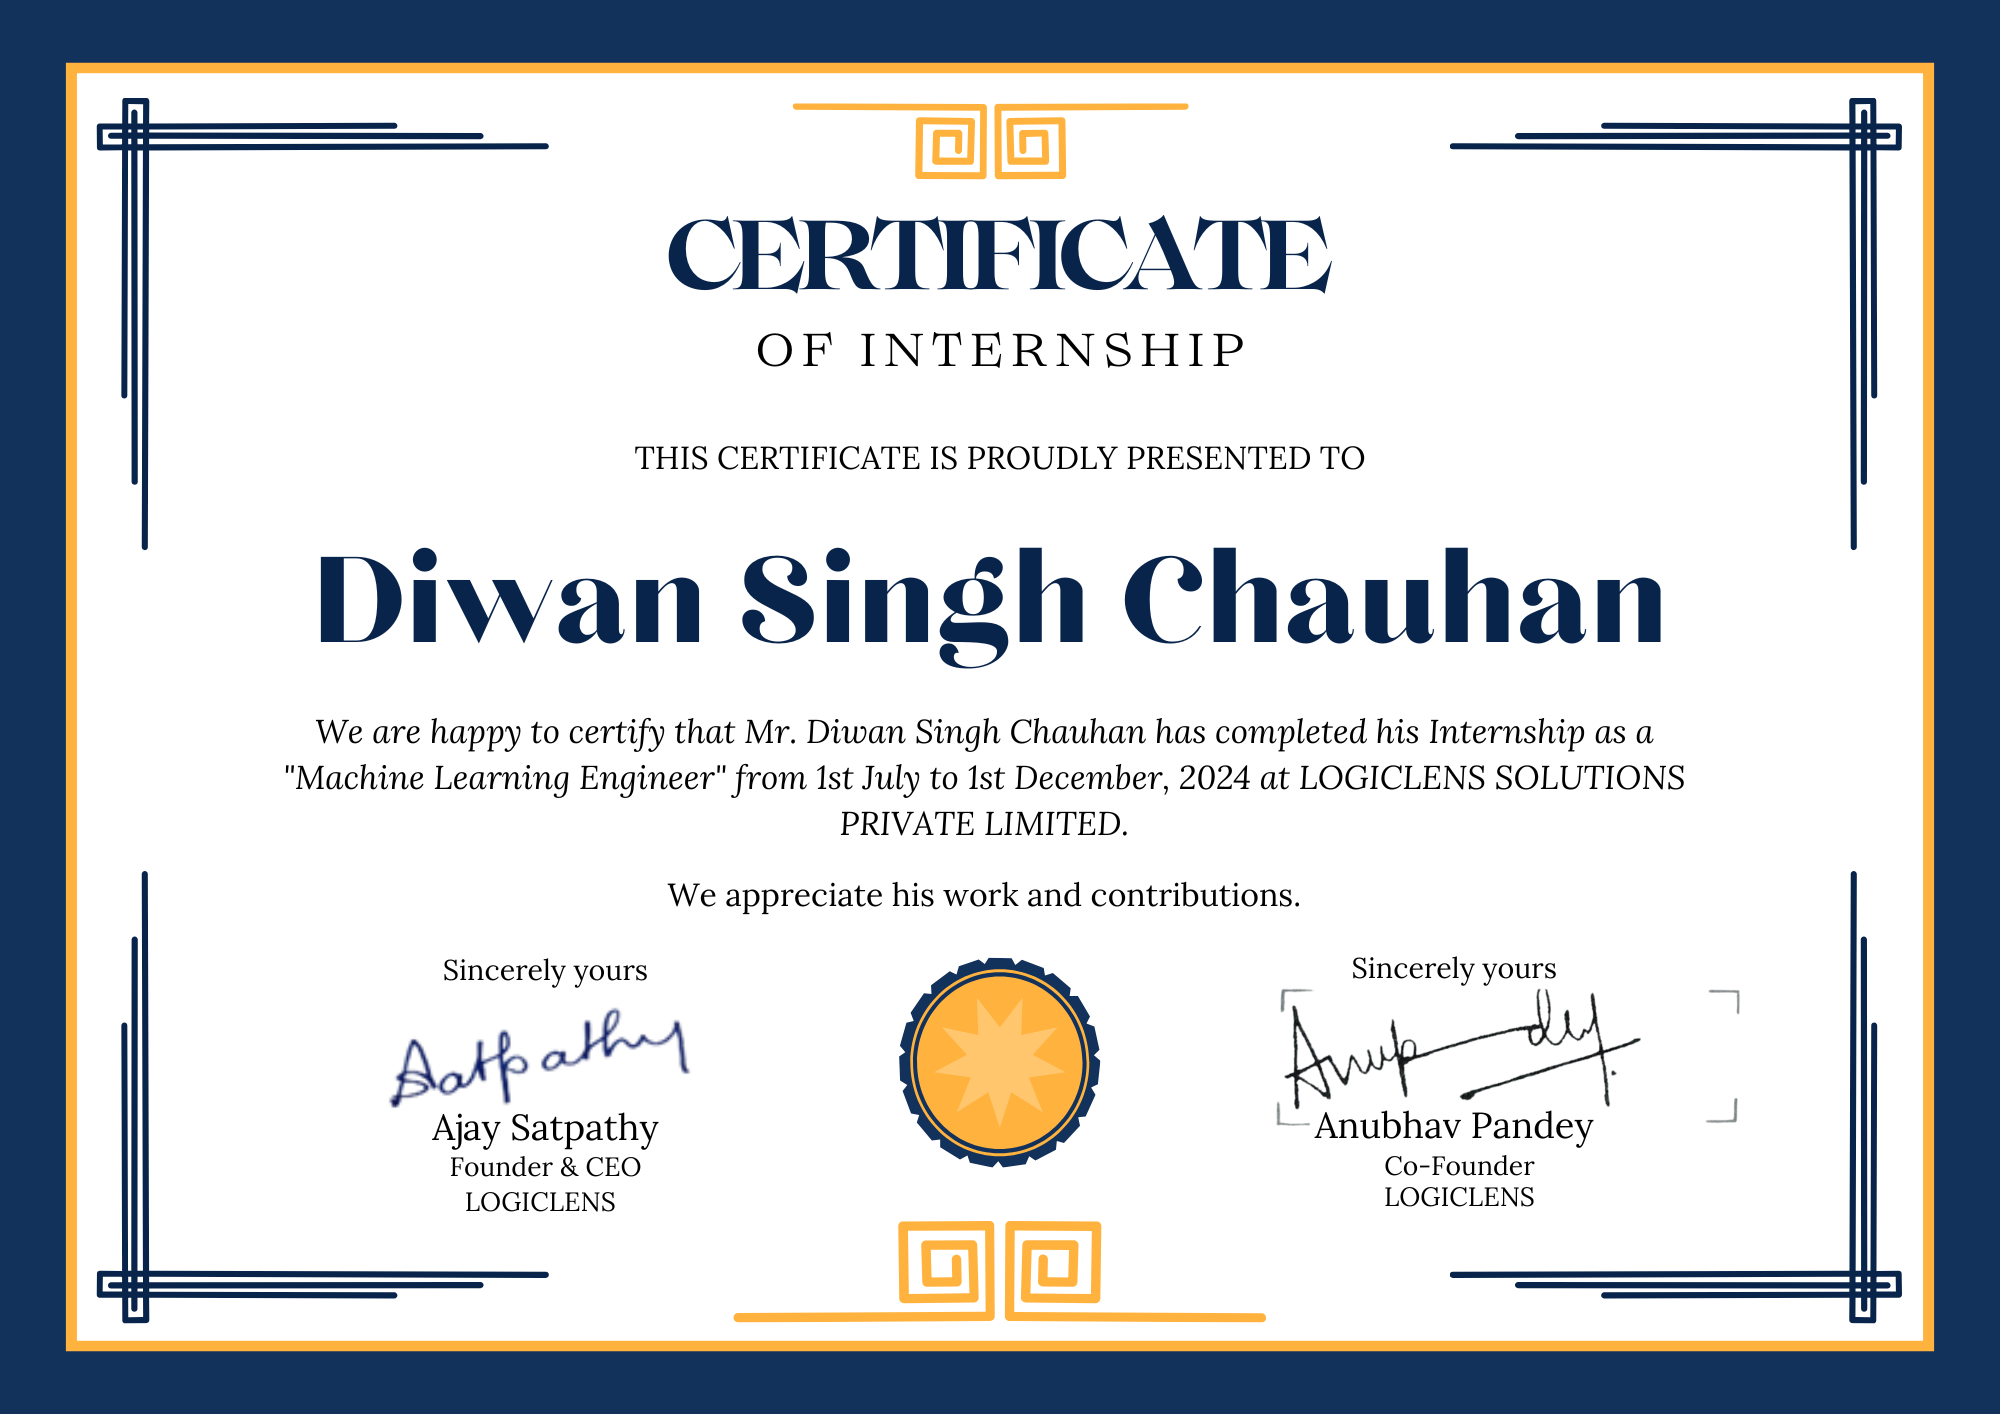 CERTIFICATE
OF INTERNSHIP
THIS CERTIFICATE IS PROUDLY PRESENTED TO
Diwan Singh Chauhan
We are happy to certify that Mr. Diwan Singh Chauhan has completed his Internship as a
"Machine Learning Engineer" from 1st July to 1st December, 2024 at LOGICLENS SOLUTIONS
PRIVATE LIMITED.
We appreciate his work and contributions.
Sincerely yours
Satpathy
Ajay Satpathy
Founder & CEO
LOGICLENS
Sincerely yours
Anup dey
Anubhav Pandey
Co-Founder
LOGICLENS